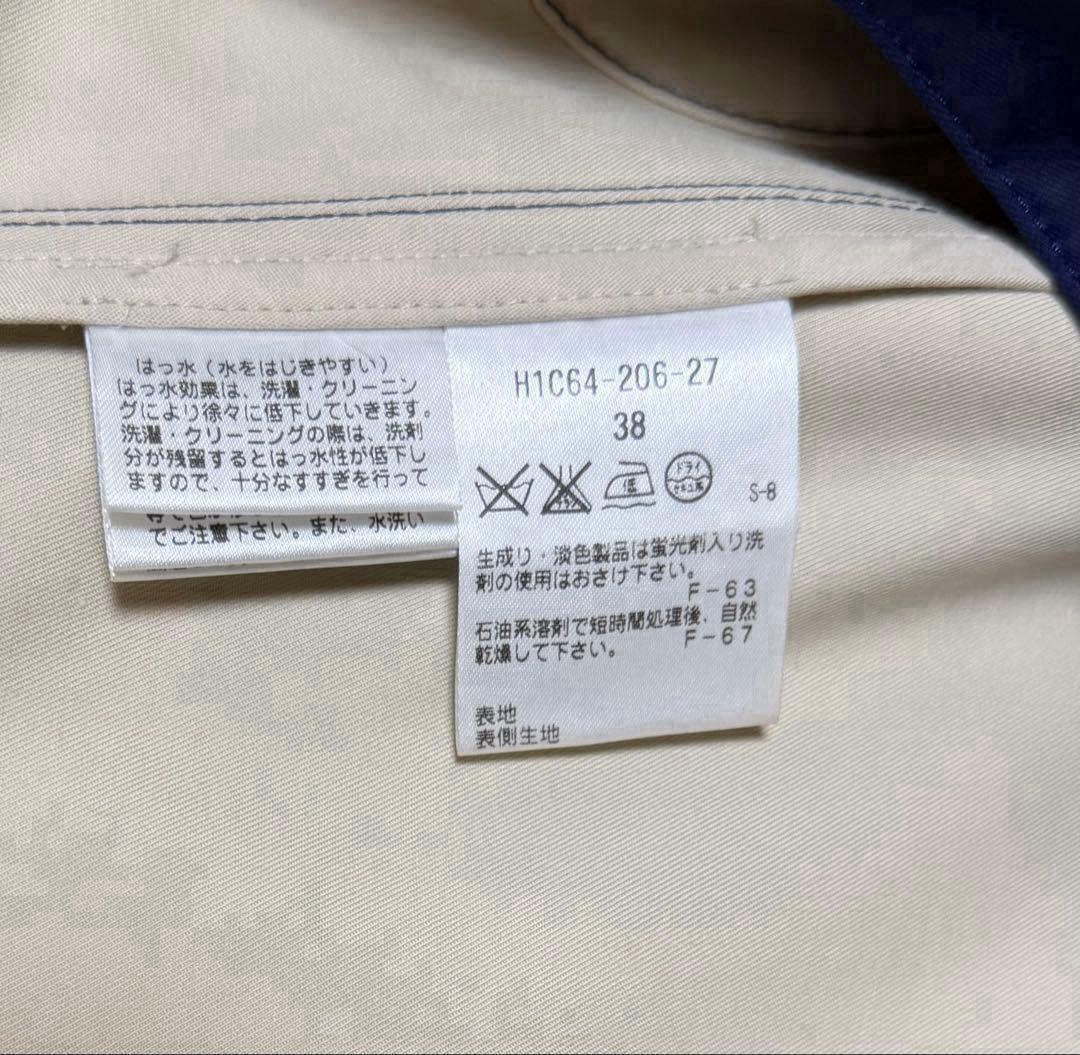 はっ水（水をはじきやすい）
はっ水効果は、洗濯・クリーニン
グにより徐々に低下していきます。
洗濯・クリーニングの際は、洗剤
分が残留するとはっ水性が低下し
ますので、十分なすすぎを行って
でご注意下さい。また、水洗い
H1C64-206-27
38
低
ドライ
セキユ系
S-8
生成り・淡色製品は蛍光剤入り洗
剤の使用はおさけ下さい。
F-63
石油系溶剤で短時間処理後、自然
乾燥して下さい。
F-67
表地
表側生地